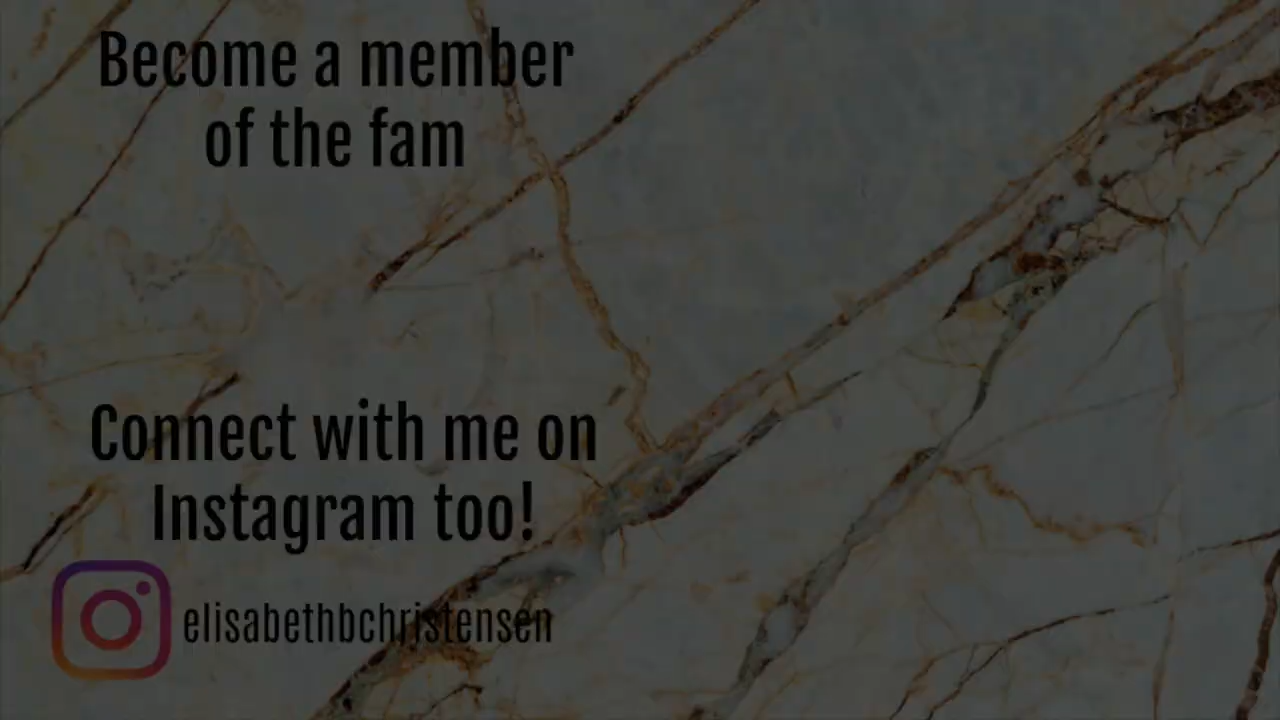 Become a member
of the fam
Connect with me on
Instagram too!
elisabethbchristensen